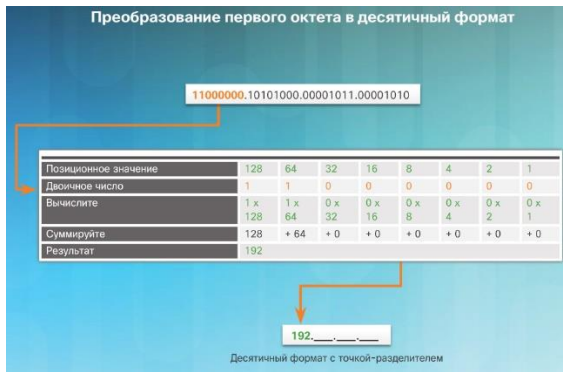 Преобразование первого октета в десятичный формат
11000000.10101000.00001011.00001010
Позиционное значение 128 64 32 16 8 4 2 1
Двоичное число 1 1 0 0 0 0 0 0
Вычислите 1 x 1 x 0 x 0 x 0 x 0 x 0 x 0 x
128 64 32 16 8 4 2 1
Суммируйте 128 + 64 + 0 + 0 + 0 + 0 + 0 + 0
Результат 192
192.___.___.___
Десятичный формат с точкой-разделителем